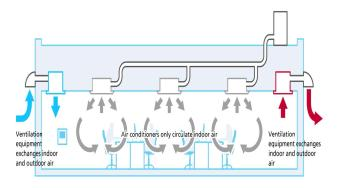 Air conditioners only circulate indoor air
Ventilation
equipment
exchanges indoor
and outdoor air
Ventilation
equipment exchanges
indoor and outdoor
air